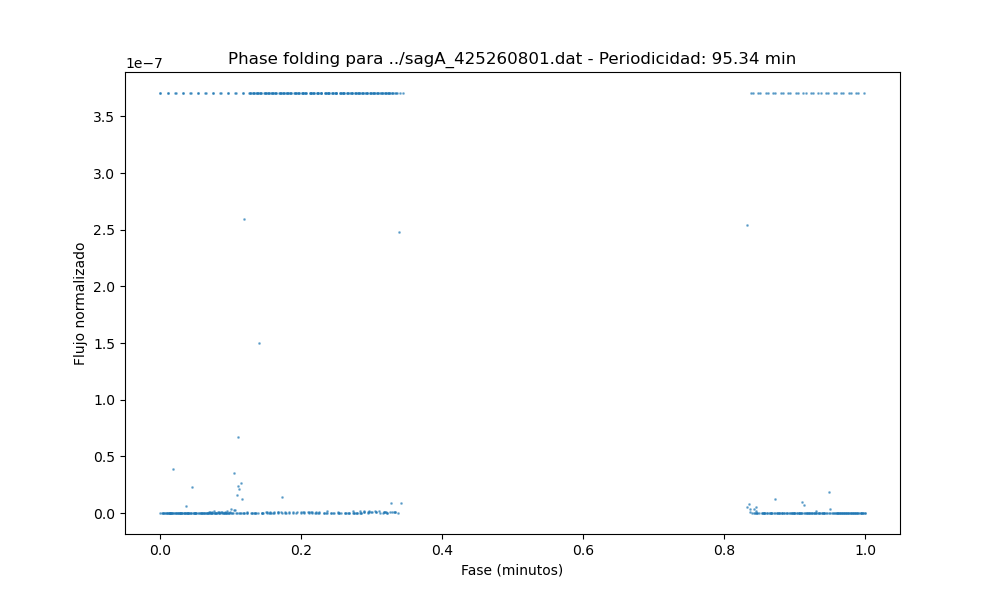 Phase folding para ../sagA_425260801.dat - Periodicidad: 95.34 min
1e−7
3.5
3.0
2.5
2.0
1.5
1.0
0.5
0.0
Flujo normalizado
0.0 0.2 0.4 0.6 0.8 1.0
Fase (minutos)